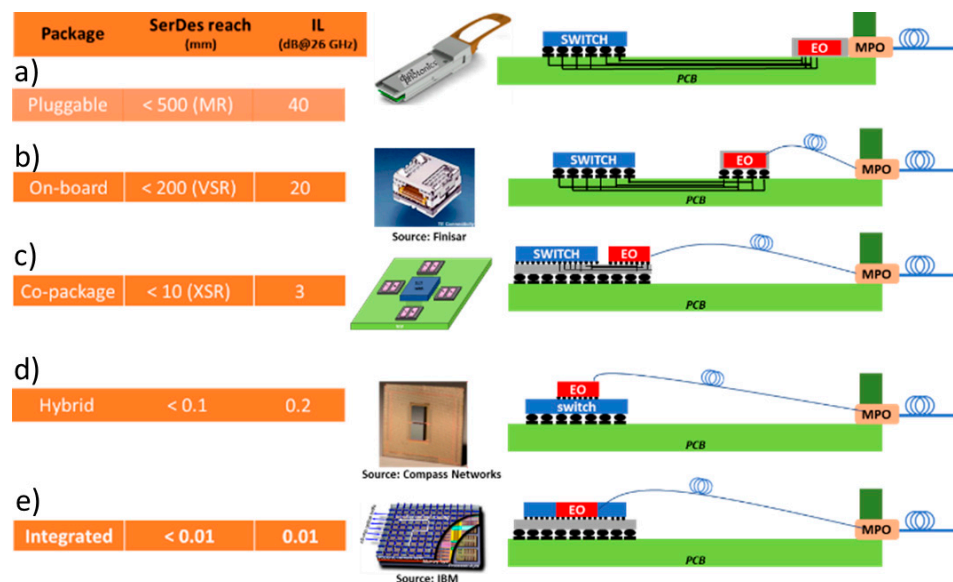 Package SerDes reach (mm) IL (dB@26 GHz)
a)
Pluggable < 500 (MR) 40
photonics
SWITCH EO MPO
PCB
b)
On-board < 200 (VSR) 20
Source: Finisar
SWITCH EO MPO
PCB
c)
Co-package < 10 (XSR) 3
SWITCH EO MPO
PCB
d)
Hybrid < 0.1 0.2
Source: Compass Networks
EO
switch MPO
PCB
e)
Integrated < 0.01 0.01
Source: IBM
EO MPO
PCB